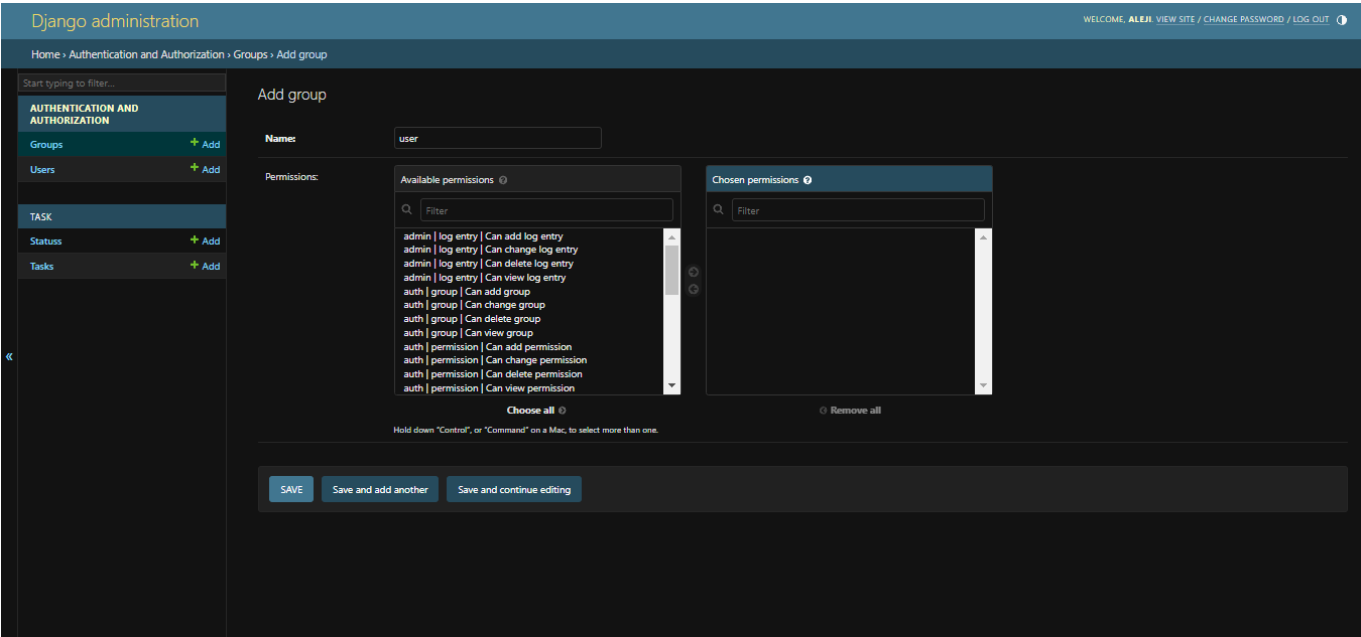 Django administration
WELCOME, ALEJI. VIEW SITE / CHANGE PASSWORD / LOG OUT
Home › Authentication and Authorization › Groups › Add group
Start typing to filter...
AUTHENTICATION AND
AUTHORIZATION
Groups + Add
Users + Add
TASK
Statuss + Add
Tasks + Add
«
Add group
Name: user
Permissions:
Available permissions ?
Filter
admin | log entry | Can add log entry
admin | log entry | Can change log entry
admin | log entry | Can delete log entry
admin | log entry | Can view log entry
auth | group | Can add group
auth | group | Can change group
auth | group | Can delete group
auth | group | Can view group
auth | permission | Can add permission
auth | permission | Can change permission
auth | permission | Can delete permission
auth | permission | Can view permission
Choose all
Hold down "Control", or "Command" on a Mac, to select more than one.
Chosen permissions ?
Filter
Remove all
SAVE
Save and add another
Save and continue editing